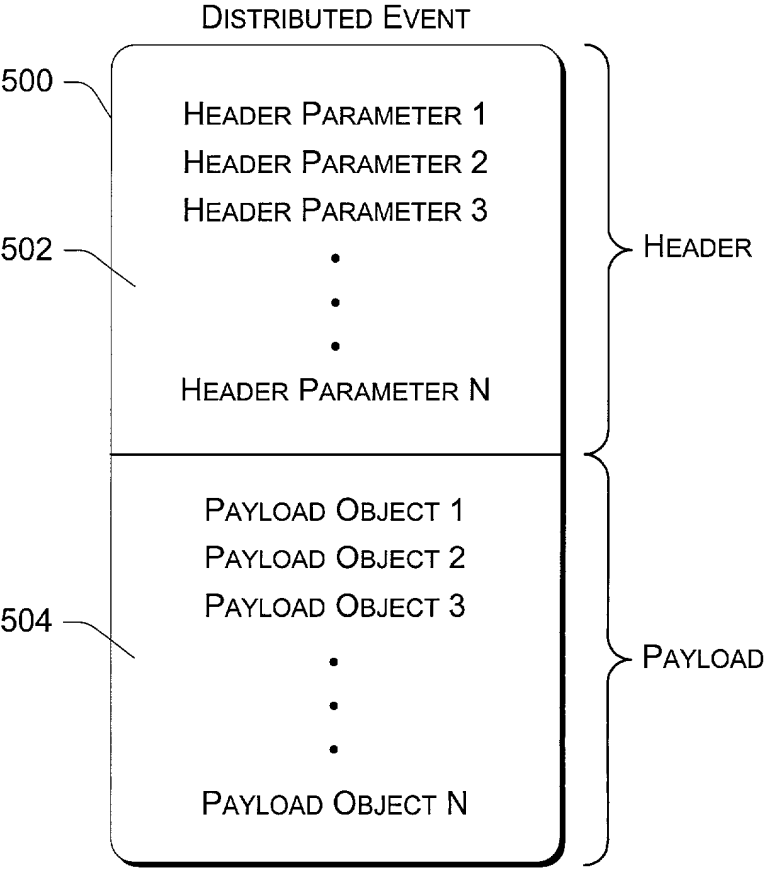 DISTRIBUTED EVENT
500
HEADER PARAMETER 1
HEADER PARAMETER 2
HEADER PARAMETER 3
502
HEADER
HEADER PARAMETER N
PAYLOAD OBJECT 1
PAYLOAD OBJECT 2
PAYLOAD OBJECT 3
504
PAYLOAD
PAYLOAD OBJECT N